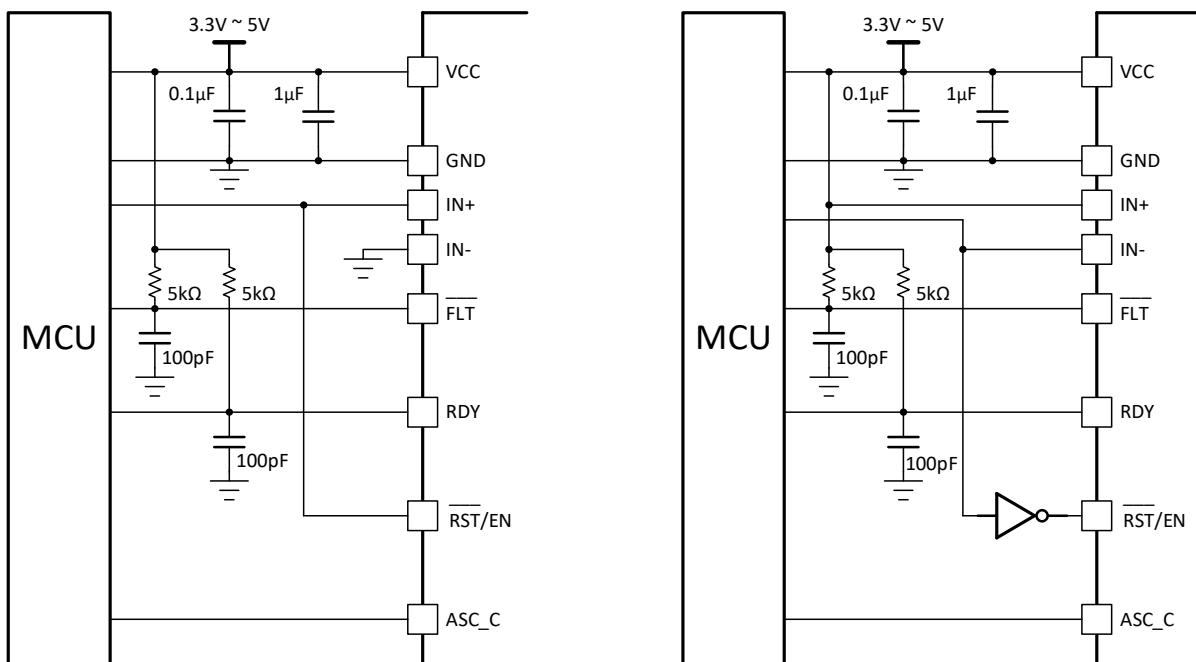 3.3V ~ 5V
VCC
0.1µF
1µF
GND
IN+
IN-
5kΩ
5kΩ
FLT
MCU
100pF
RDY
100pF
RST/EN
ASC_C
3.3V ~ 5V
VCC
0.1µF
1µF
GND
IN+
IN-
5kΩ
5kΩ
FLT
MCU
100pF
RDY
100pF
RST/EN
ASC_C